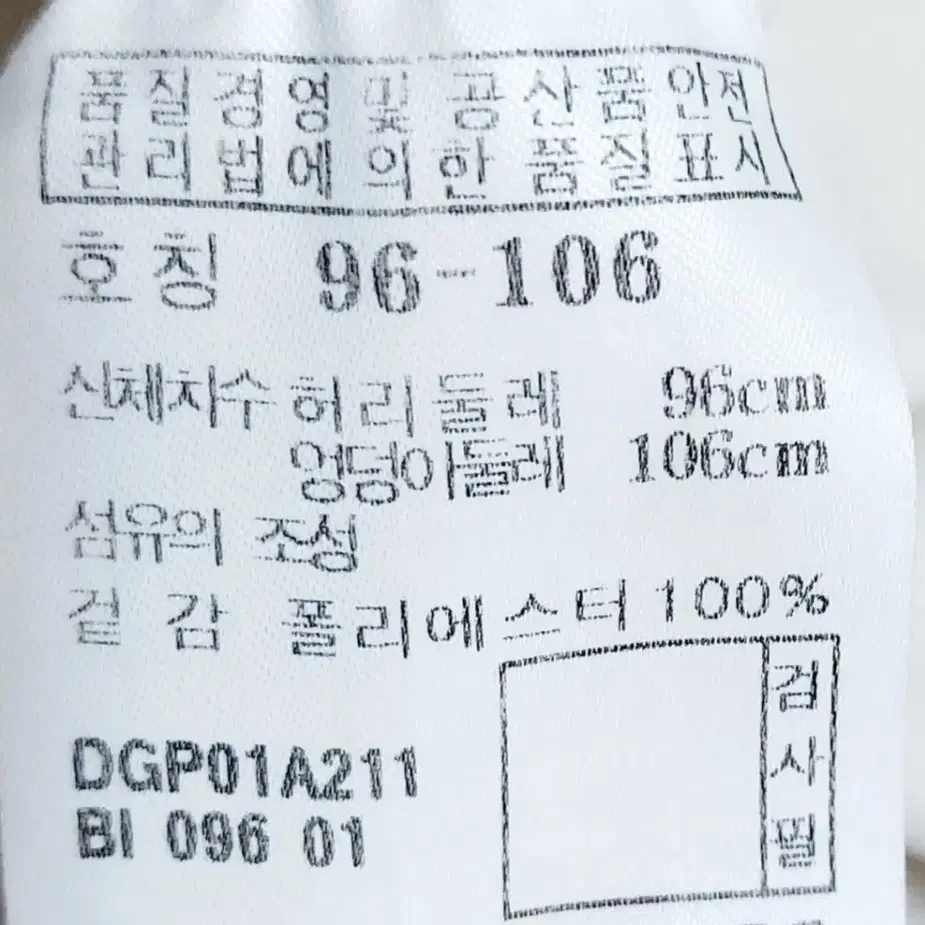 품질경영 및 공산품안전
관리법에 의한 품질표시
호칭 96-106
신체치수 허리둘레 96cm
엉덩이둘레 106cm
섬유의 조성
겉감 폴리에스터 100%
검사필
DGP01A211
BI 096 01